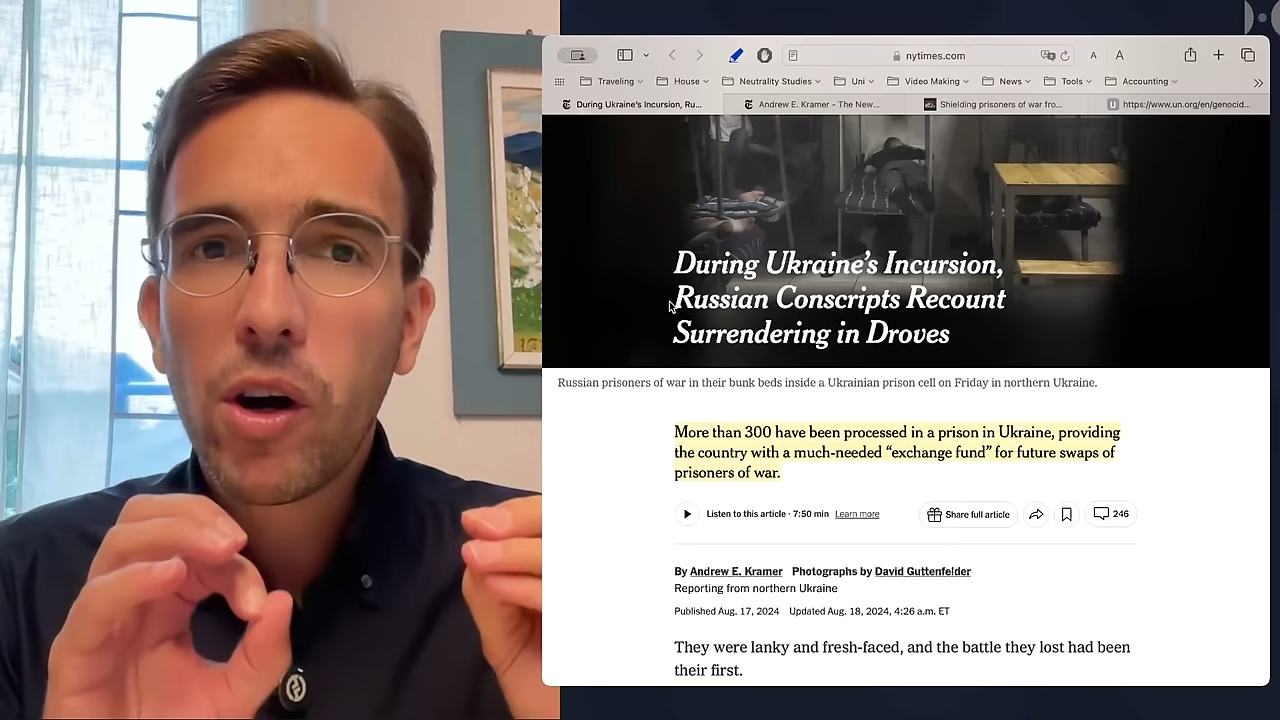 nytimes.com
A A
Traveling House Neutrality Studies Uni Video Making News Tools Accounting
During Ukraine’s Incursion, Ru... Andrew E. Kramer - The New... Shielding prisoners of war fro... U https://www.un.org/en/genocid...
During Ukraine’s Incursion,
Russian Conscripts Recount
Surrendering in Droves
Russian prisoners of war in their bunk beds inside a Ukrainian prison cell on Friday in northern Ukraine.
More than 300 have been processed in a prison in Ukraine, providing
the country with a much-needed “exchange fund” for future swaps of
prisoners of war.
Listen to this article · 7:50 min Learn more Share full article 246
By Andrew E. Kramer Photographs by David Guttenfelder
Reporting from northern Ukraine
Published Aug. 17, 2024 Updated Aug. 18, 2024, 4:26 a.m. ET
They were lanky and fresh-faced, and the battle they lost had been
their first.